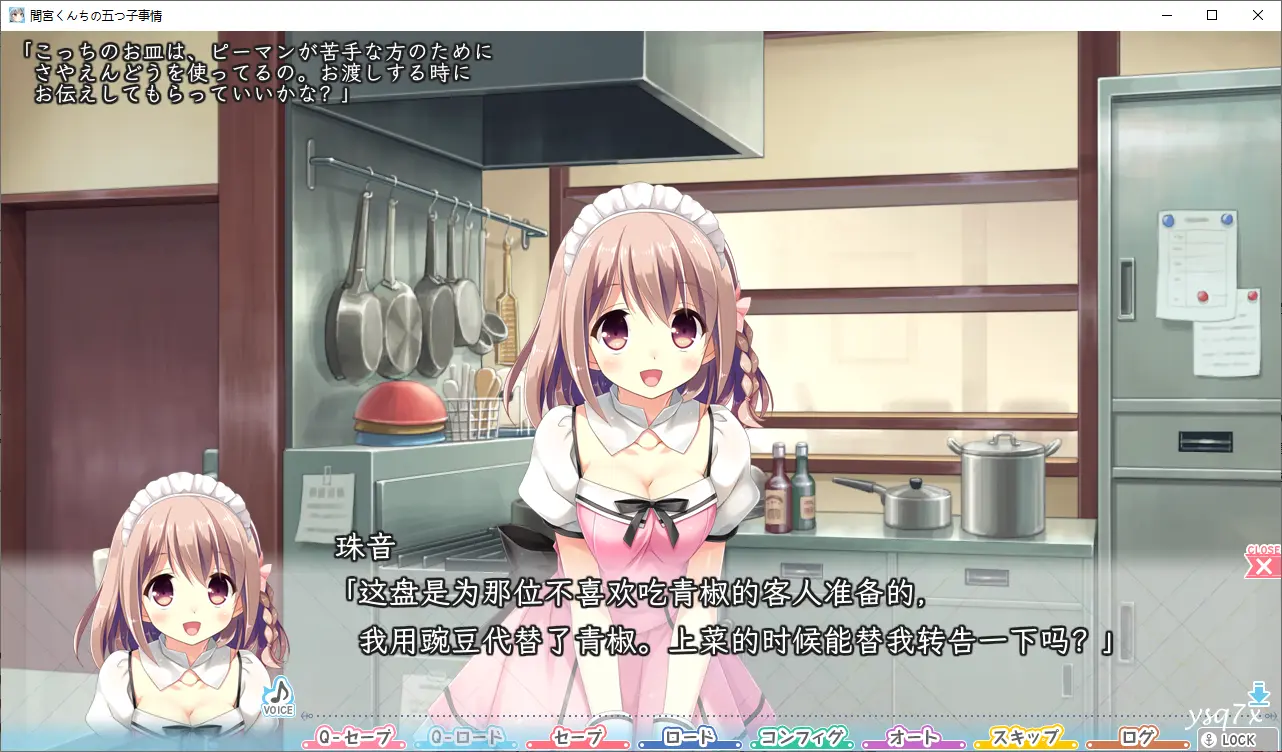 間宮くんちの五つ子事情
「こっちのお皿は、ピーマンが苦手な方のために
さやえんどうを使ってるの。お渡しする時に
お伝えしてもらっていいかな？」
珠音
「这盘是为那位不喜欢吃青椒的客人准备的，
我用豌豆代替了青椒。上菜的时候能替我转告一下吗？」
CLOSE
VOICE
ysq7x
Q-セーブ Q-ロード セーブ ロード コンフィグ オート スキップ ログ LOCK